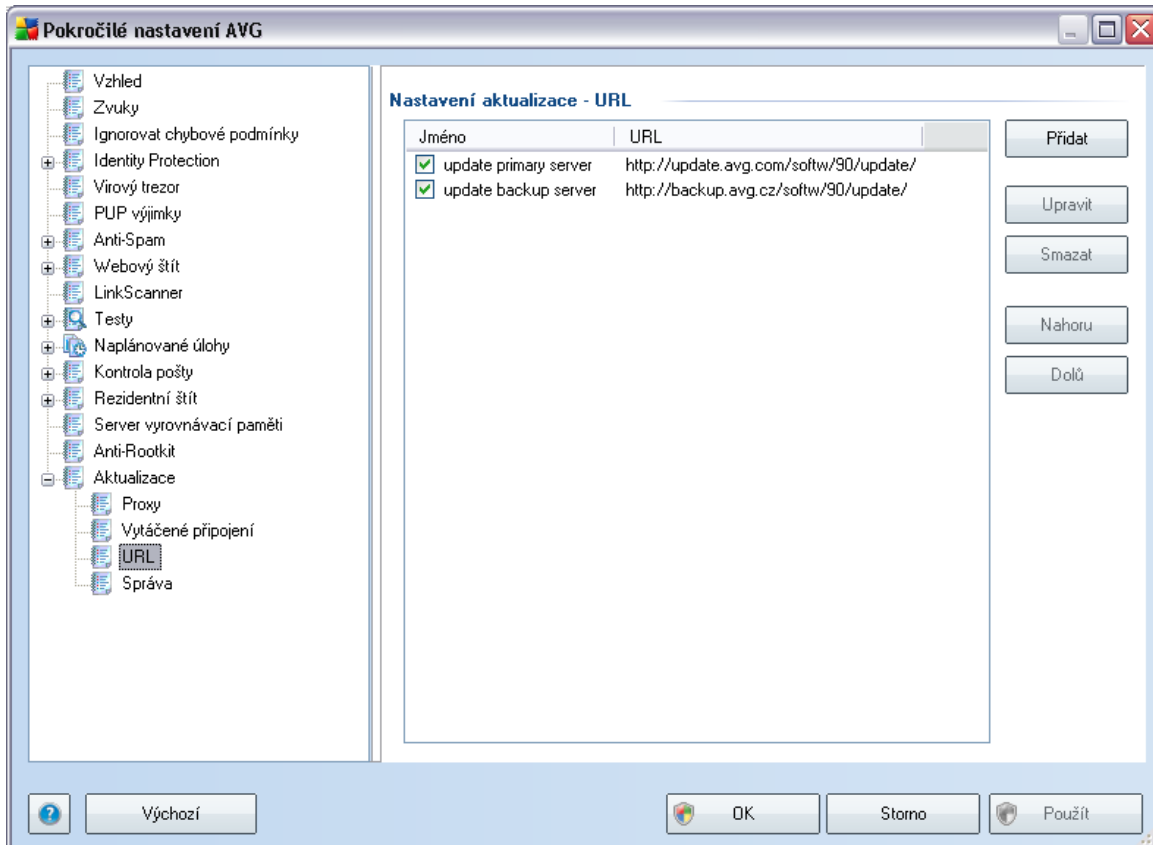 Pokročilé nastavení AVG
Vzhled
Zvuky
Ignorovat chybové podmínky
Identity Protection
Virový trezor
PUP výjimky
Anti-Spam
Webový štít
LinkScanner
Testy
Naplánované úlohy
Kontrola pošty
Rezidentní štít
Server vyrovnávací paměti
Anti-Rootkit
Aktualizace
Proxy
Vytáčené připojení
URL
Správa
Nastavení aktualizace - URL
Jméno URL
update primary server http://update.avg.com/softw/90/update/
update backup server http://backup.avg.cz/softw/90/update/
Přidat
Upravit
Smazat
Nahoru
Dolů
Výchozí
OK
Storno
Použít